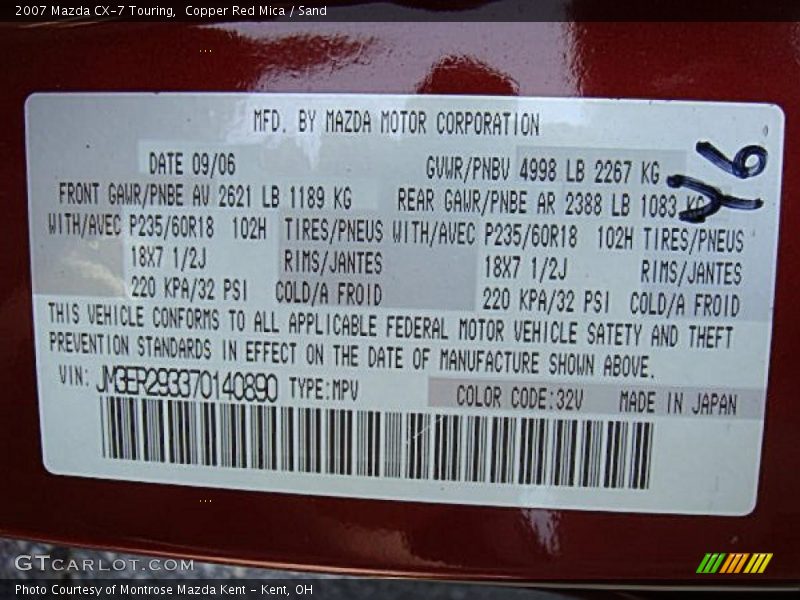 2007 Mazda CX-7 Touring,  Copper Red Mica / Sand
MFD. BY MAZDA MOTOR CORPORATION
DATE 09/06 GVWR/PNBV 4998 LB 2267 KG
FRONT GAWR/PNBE AV 2621 LB 1189 KG REAR GAWR/PNBE AR 2388 LB 1083 KG
WITH/AVEC P235/60R18 102H TIRES/PNEUS WITH/AVEC P235/60R18 102H TIRES/PNEUS
18X7 1/2J RIMS/JANTES 18X7 1/2J RIMS/JANTES
220 KPA/32 PSI COLD/A FROID 220 KPA/32 PSI COLD/A FROID
THIS VEHICLE CONFORMS TO ALL APPLICABLE FEDERAL MOTOR VEHICLE SAFETY AND THEFT
PREVENTION STANDARDS IN EFFECT ON THE DATE OF MANUFACTURE SHOWN ABOVE.
VIN: JM3ER293370140890 TYPE:MPV COLOR CODE:32V MADE IN JAPAN
GTCARLOT.COM
Photo Courtesy of Montrose Mazda Kent - Kent, OH